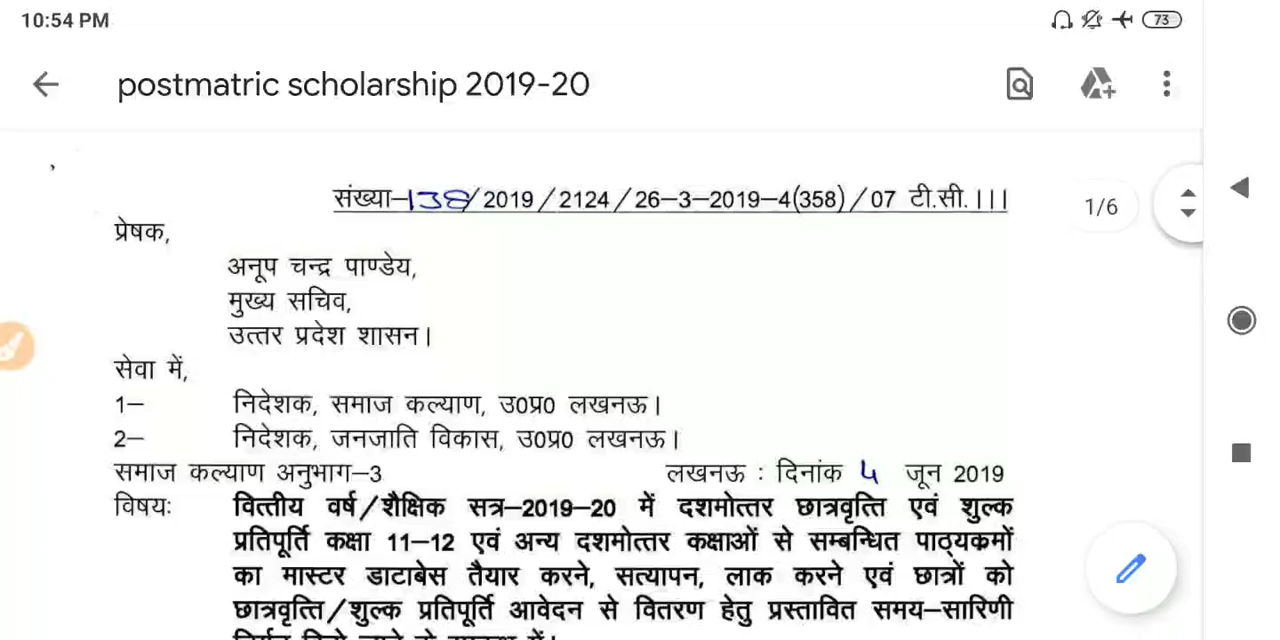 10:54 PM
73
postmatric scholarship 2019-20
संख्या-138/2019/2124/26-3-2019-4(358)/07 टी.सी.।।।
1/6
प्रेषक,
अनूप चन्द्र पाण्डेय,
मुख्य सचिव,
उत्तर प्रदेश शासन।
सेवा में,
1- निदेशक, समाज कल्याण, उ0प्र0 लखनऊ।
2- निदेशक, जनजाति विकास, उ0प्र0 लखनऊ।
समाज कल्याण अनुभाग-3 लखनऊ : दिनांक 4 जून 2019
विषयः वित्तीय वर्ष/शैक्षिक सत्र-2019-20 में दशमोत्तर छात्रवृत्ति एवं शुल्क
प्रतिपूर्ति कक्षा 11-12 एवं अन्य दशमोत्तर कक्षाओं से सम्बन्धित पाठ्यक्रमों
का मास्टर डाटाबेस तैयार करने, सत्यापन, लाक करने एवं छात्रों को
छात्रवृत्ति/शुल्क प्रतिपूर्ति आवेदन से वितरण हेतु प्रस्तावित समय-सारिणी